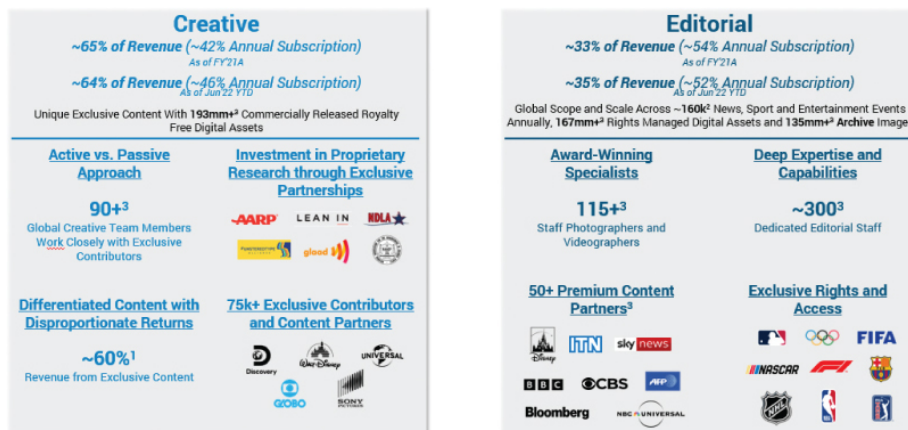 Creative
~65% of Revenue (~42% Annual Subscription)
As of FY'21A
~64% of Revenue (~46% Annual Subscription)
As of Jun'22 YTD
Unique Exclusive Content With 193mm+³ Commercially Released Royalty
Free Digital Assets
Active vs. Passive
Approach
90+³
Global Creative Team Members
Work Closely with Exclusive
Contributors
Investment in Proprietary
Research through Exclusive
Partnerships
AARP
LEAN IN
NDLA
glaad
Differentiated Content with
Disproportionate Returns
~60%¹
Revenue from Exclusive Content
75k+ Exclusive Contributors
and Content Partners
Discovery
WALT DISNEY
UNIVERSAL
GLOBO
SONY
PICTURES
Editorial
~33% of Revenue (~54% Annual Subscription)
As of FY'21A
~35% of Revenue (~52% Annual Subscription)
As of Jun'22 YTD
Global Scope and Scale Across ~160k² News, Sport and Entertainment Events
Annually, 167mm+³ Rights Managed Digital Assets and 135mm+³ Archive Image
Award-Winning
Specialists
115+³
Staff Photographers and
Videographers
Deep Expertise and
Capabilities
~300³
Dedicated Editorial Staff
50+ Premium Content
Partners³
Disney
ITN
sky news
BBC
CBS
AFP
Bloomberg
NBC UNIVERSAL
Exclusive Rights and
Access
FIFA
NASCAR
F1
NHL
NBA
PGA TOUR